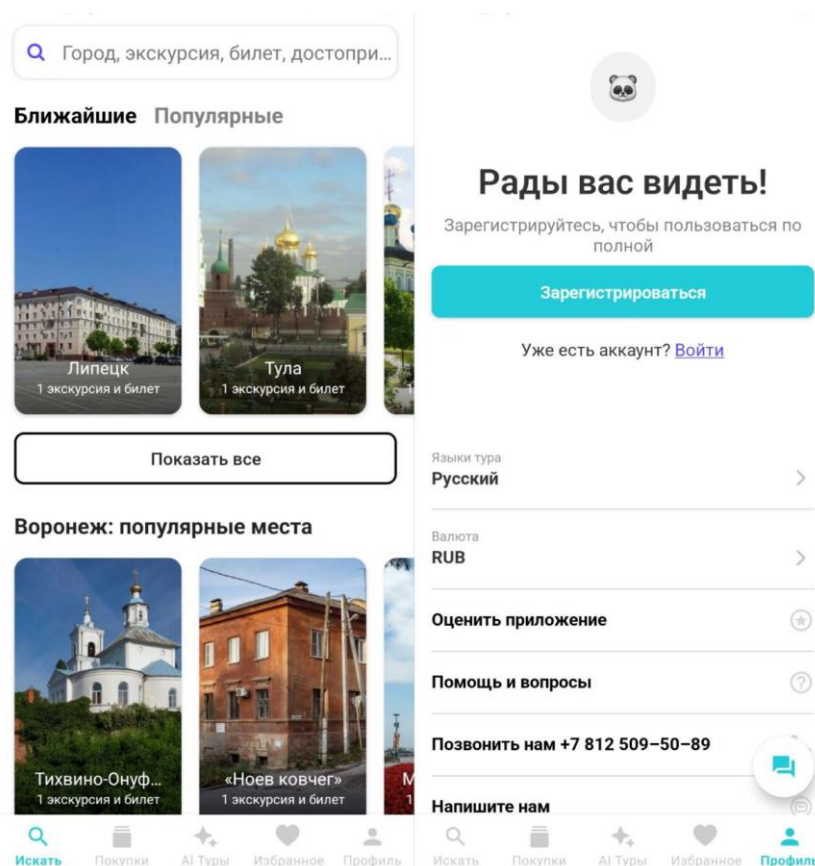 Город, экскурсия, билет, достопри...
Ближайшие Популярные
Липецк
1 экскурсия и билет
Тула
1 экскурсия и билет
1
Показать все
Воронеж: популярные места
Тихвино-Онуф...
1 экскурсия и билет
«Ноев ковчег»
1 экскурсия и билет
М
1
Искать Покупки AI Туры Избранное Профиль
Рады вас видеть!
Зарегистрируйтесь, чтобы пользоваться по
полной
Зарегистрироваться
Уже есть аккаунт? Войти
Языки тура
Русский
Валюта
RUB
Оценить приложение
Помощь и вопросы
Позвонить нам +7 812 509–50–89
Напишите нам
Искать Покупки AI Туры Избранное Профиль